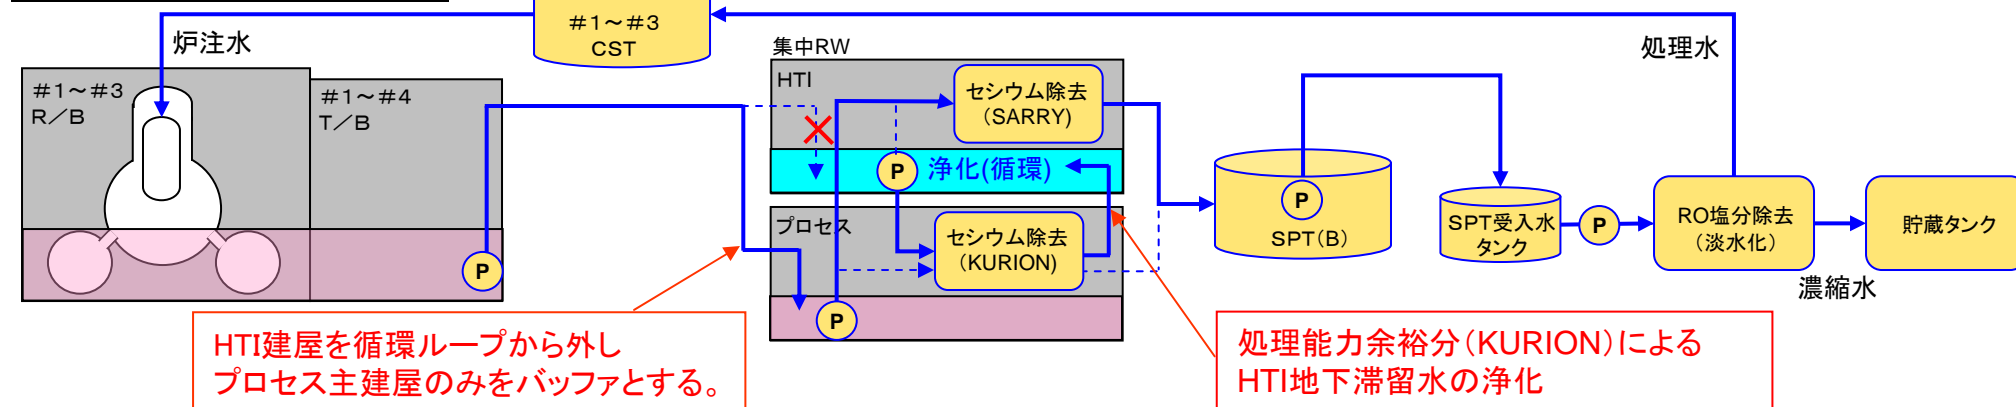 #1~#3
CST
炉注水
集中RW
処理水
#1~#3
R/B
#1~#4
T/B
HTI
セシウム除去
(SARRY)
P
浄化(循環)
プロセス
セシウム除去
(KURION)
P
P
P
SPT(B)
SPT受入水
タンク
P
RO塩分除去
(淡水化)
貯蔵タンク
濃縮水
HTI建屋を循環ループから外し
プロセス主建屋のみをバッファとする。
処理能力余裕分(KURION)による
HTI地下滞留水の浄化